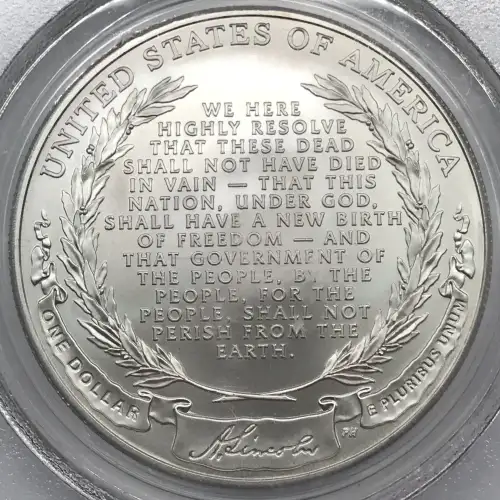 UNITED STATES OF AMERICA
WE HERE
HIGHLY RESOLVE
THAT THESE DEAD
SHALL NOT HAVE DIED
IN VAIN — THAT THIS
NATION, UNDER GOD,
SHALL HAVE A NEW BIRTH
OF FREEDOM — AND
THAT GOVERNMENT OF
THE PEOPLE, BY THE
PEOPLE, FOR THE
PEOPLE, SHALL NOT
PERISH FROM THE
EARTH.
ONE DOLLAR
E PLURIBUS UNUM
A. Lincoln
PH